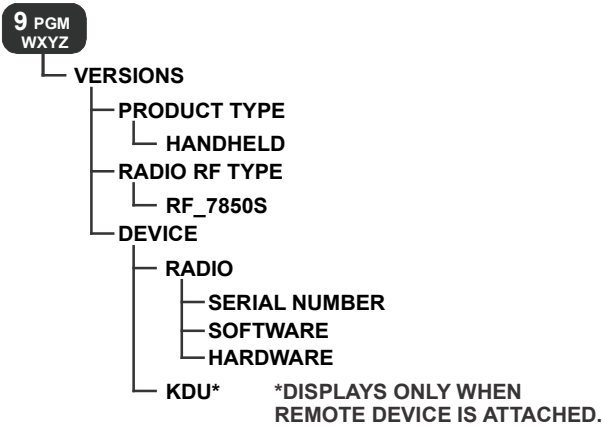 9 PGM
WXYZ
VERSIONS
PRODUCT TYPE
HANDHELD
RADIO RF TYPE
RF_7850S
DEVICE
RADIO
SERIAL NUMBER
SOFTWARE
HARDWARE
KDU* *DISPLAYS ONLY WHEN
REMOTE DEVICE IS ATTACHED.